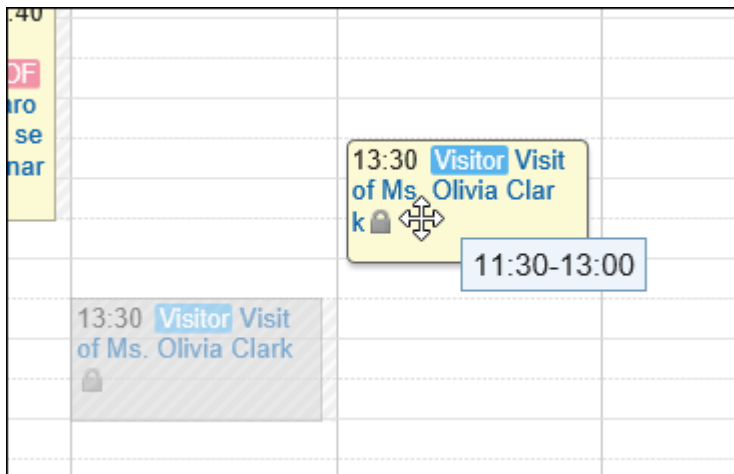 :40
OF
aro
se
nar
13:30 Visitor Visit
of Ms. Olivia Clar
k
11:30-13:00
13:30 Visitor Visit
of Ms. Olivia Clark